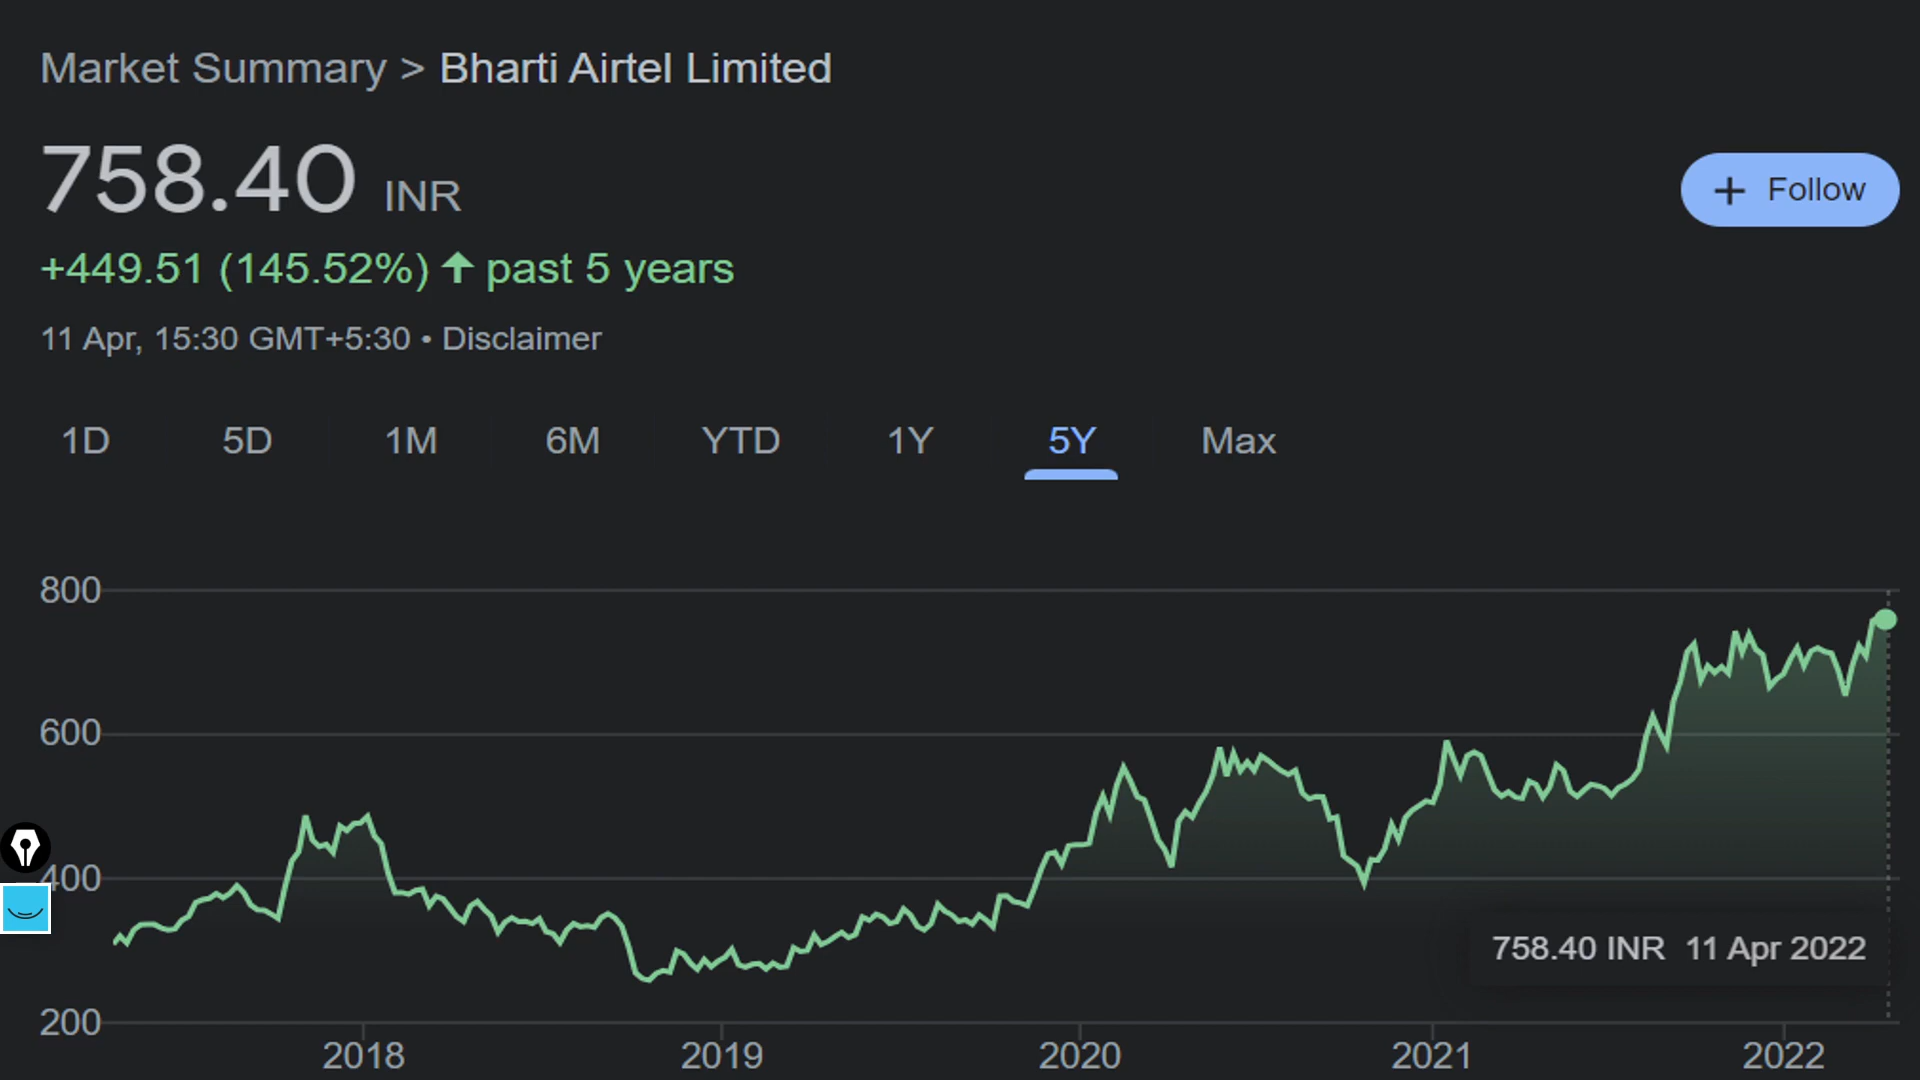 Market Summary > Bharti Airtel Limited
758.40 INR
+ Follow
+449.51 (145.52%) ↑ past 5 years
11 Apr, 15:30 GMT+5:30 • Disclaimer
1D 5D 1M 6M YTD 1Y 5Y Max
800
600
400
758.40 INR 11 Apr 2022
200
2018 2019 2020 2021 2022